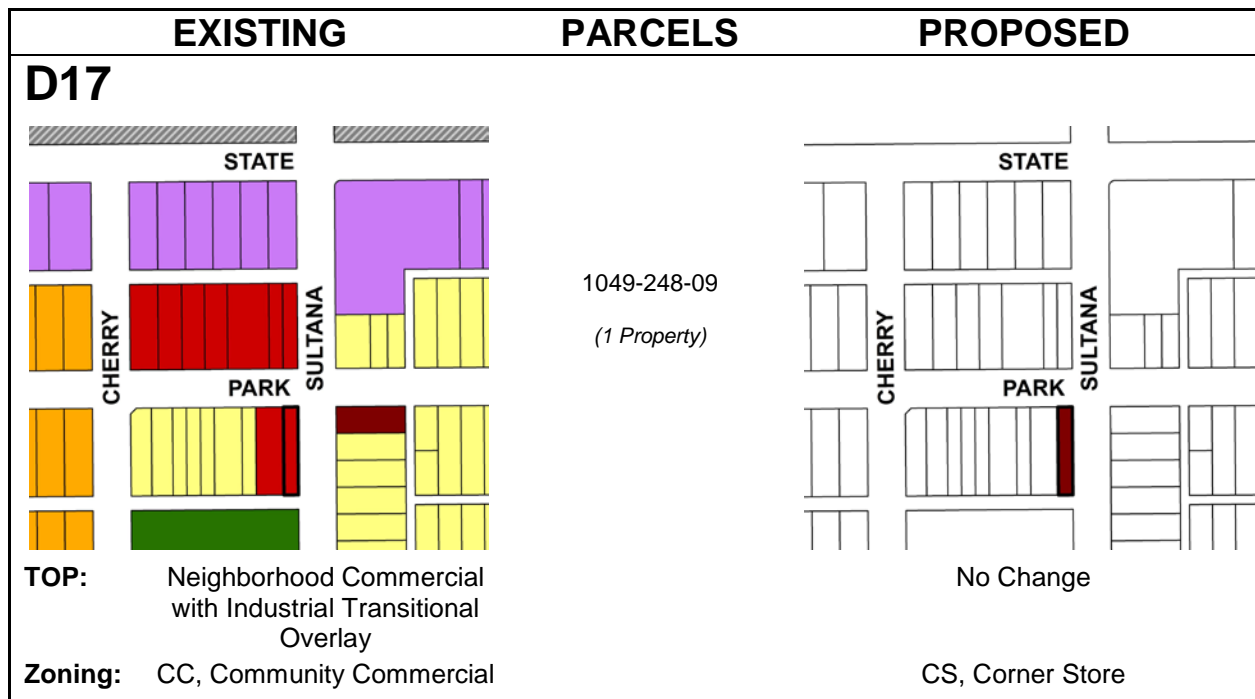 EXISTING PARCELS PROPOSED
D17
STATE
CHERRY
SULTANA
PARK
1049-248-09
(1 Property)
STATE
CHERRY
SULTANA
PARK
TOP: Neighborhood Commercial No Change
with Industrial Transitional
Overlay
Zoning: CC, Community Commercial CS, Corner Store